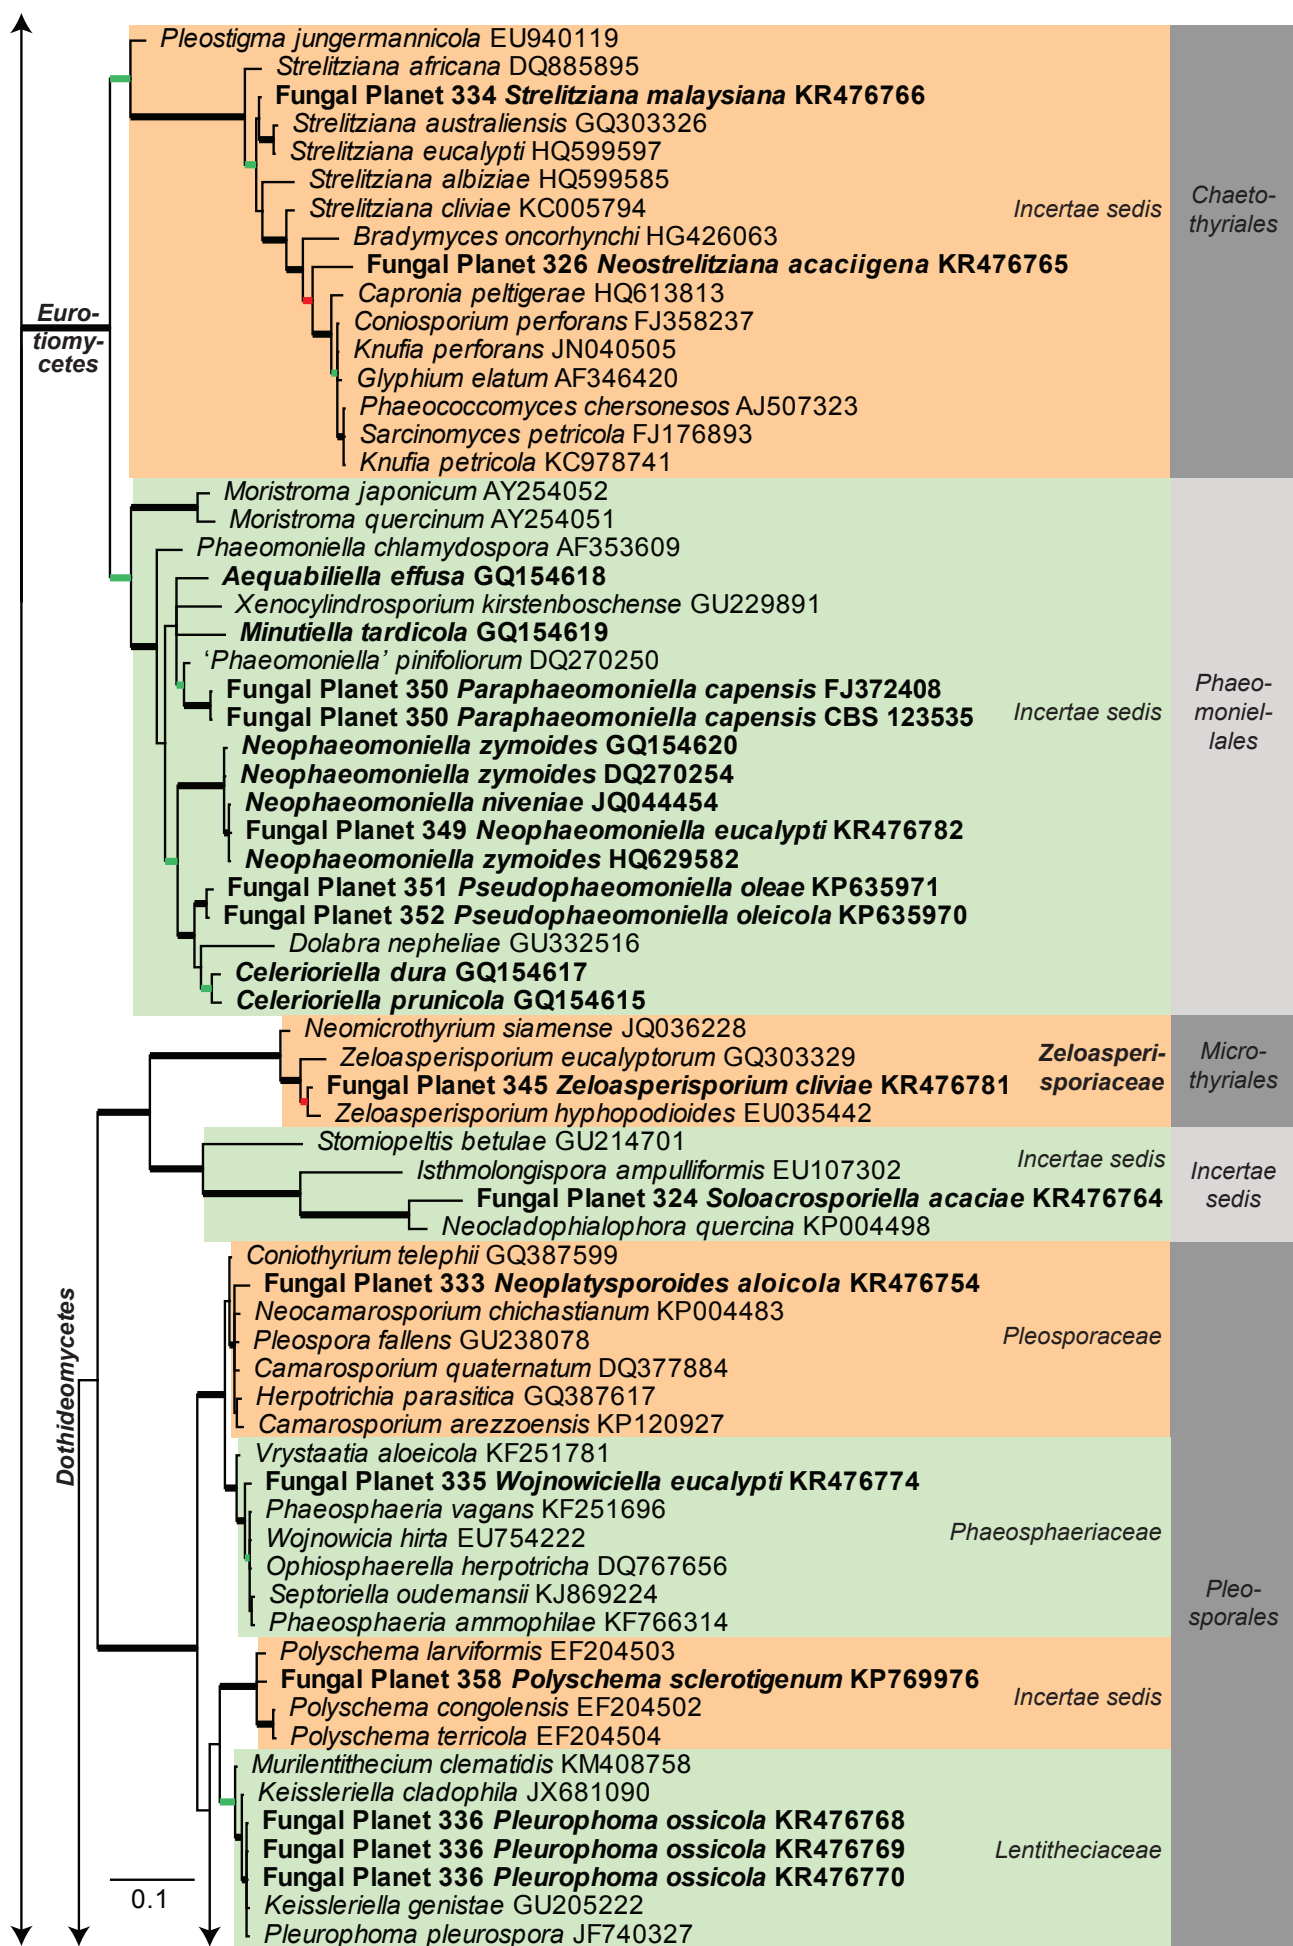 Pleostigma jungermannicola EU940119
Strelitziana africana DQ885895
Fungal Planet 334 Strelitziana malaysiana KR476766
Strelitziana australiensis GQ303326
Strelitziana eucalypti HQ599597
Strelitziana albiziae HQ599585
Strelitziana cliviae KC005794
Bradymyces oncorhynchi HG426063
Fungal Planet 326 Neostrelitziana acaciigena KR476765
Capronia peltigerae HQ613813
Coniosporium perforans FJ358237
Knufia perforans JN040505
Glyphium elatum AF346420
Phaeococcomyces chersonesos AJ507323
Sarcinomyces petricola FJ176893
Knufia petricola KC978741
Incertae sedis
Chaeto-
thyriales
Euro-
tiomy-
cetes
Moristroma japonicum AY254052
Moristroma quercinum AY254051
Phaeomoniella chlamydospora AF353609
Aequabiliella effusa GQ154618
Xenocylindrosporium kirstenboschense GU229891
Minutiella tardicola GQ154619
‘Phaeomoniella’ pinifoliorum DQ270250
Fungal Planet 350 Paraphaeomoniella capensis FJ372408
Fungal Planet 350 Paraphaeomoniella capensis CBS 123535
Neophaeomoniella zymoides GQ154620
Neophaeomoniella zymoides DQ270254
Neophaeomoniella niveniae JQ044454
Fungal Planet 349 Neophaeomoniella eucalypti KR476782
Neophaeomoniella zymoides HQ629582
Fungal Planet 351 Pseudophaeomoniella oleae KP635971
Fungal Planet 352 Pseudophaeomoniella oleicola KP635970
Dolabra nepheliae GU332516
Celerioriella dura GQ154617
Celerioriella prunicola GQ154615
Incertae sedis
Phaeo-
moniel-
lales
Neomicrothyrium siamense JQ036228
Zeloasperisporium eucalyptorum GQ303329
Fungal Planet 345 Zeloasperisporium cliviae KR476781
Zeloasperisporium hyphopodioides EU035442
Zeloasperi-
sporiaceae
Micro-
thyriales
Stomiopeltis betulae GU214701
Isthmolongispora ampulliformis EU107302
Fungal Planet 324 Soloacrosporiella acaciae KR476764
Neocladophialophora quercina KP004498
Incertae sedis
Incertae
sedis
Coniothyrium telephii GQ387599
Fungal Planet 333 Neoplatysporoides aloicola KR476754
Neocamarosporium chichastianum KP004483
Pleospora fallens GU238078
Camarosporium quaternatum DQ377884
Herpotrichia parasitica GQ387617
Camarosporium arezzoensis KP120927
Pleosporaceae
Dothideomycetes
Vrystaatia aloeicola KF251781
Fungal Planet 335 Wojnowiciella eucalypti KR476774
Phaeosphaeria vagans KF251696
Wojnowicia hirta EU754222
Ophiosphaerella herpotricha DQ767656
Septoriella oudemansii KJ869224
Phaeosphaeria ammophilae KF766314
Phaeosphaeriaceae
Pleo-
sporales
Polyschema larviformis EF204503
Fungal Planet 358 Polyschema sclerotigenum KP769976
Polyschema congolensis EF204502
Polyschema terricola EF204504
Incertae sedis
Murilentithecium clematidis KM408758
Keissleriella cladophila JX681090
Fungal Planet 336 Pleurophoma ossicola KR476768
Fungal Planet 336 Pleurophoma ossicola KR476769
Fungal Planet 336 Pleurophoma ossicola KR476770
Keissleriella genistae GU205222
Pleurophoma pleurospora JF740327
Lentitheciaceae
0.1